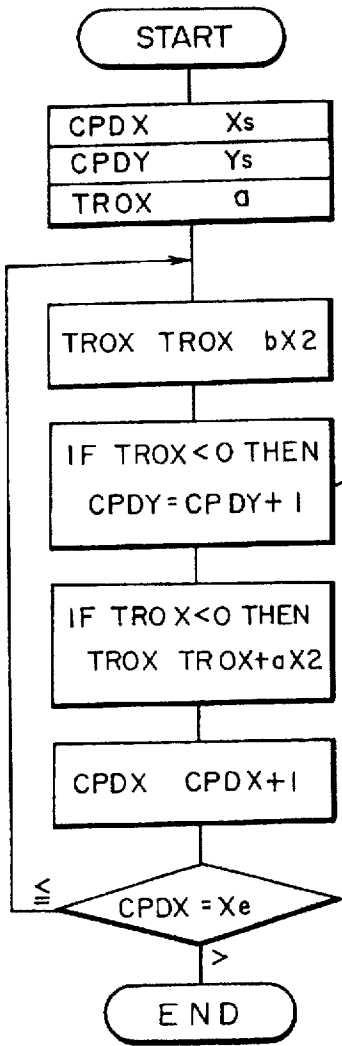 START
CPDX Xs
CPDY Ys
TROX a
TROX TROX bX2
IF TROX<0 THEN
CPDY=CPDY+1
IF TROX<0 THEN
TROX TROX+aX2
CPDX CPDX+1
CPDX = Xe
≦
>
END